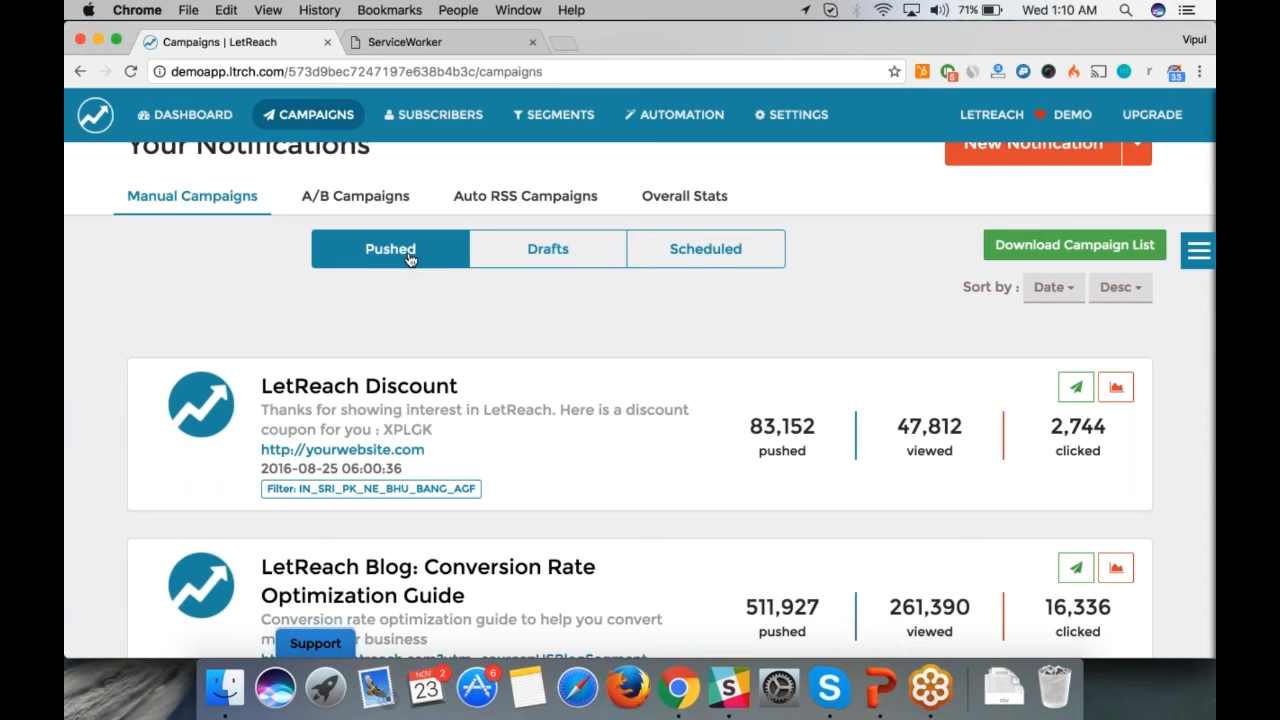 Chrome File Edit View History Bookmarks People Window Help 71% Wed 1:10 AM
Campaigns | LetReach ServiceWorker Vipul
demoapp.ltrch.com/573d9bec7247197e638b4b3c/campaigns 5 r 33
DASHBOARD CAMPAIGNS SUBSCRIBERS SEGMENTS AUTOMATION SETTINGS LETREACH DEMO UPGRADE
Your Notifications New Notification
Manual Campaigns A/B Campaigns Auto RSS Campaigns Overall Stats
Pushed Drafts Scheduled Download Campaign List
Sort by : Date Desc
LetReach Discount
Thanks for showing interest in LetReach. Here is a discount
coupon for you : XPLGK
http://yourwebsite.com
2016-08-25 06:00:36
Filter: IN_SRI_PK_NE_BHU_BANG_AGF
83,152 47,812 2,744
pushed viewed clicked
LetReach Blog: Conversion Rate
Optimization Guide
Conversion rate optimization guide to help you convert
business
511,927 261,390 16,336
pushed viewed clicked
Support
NOV 2 6
23